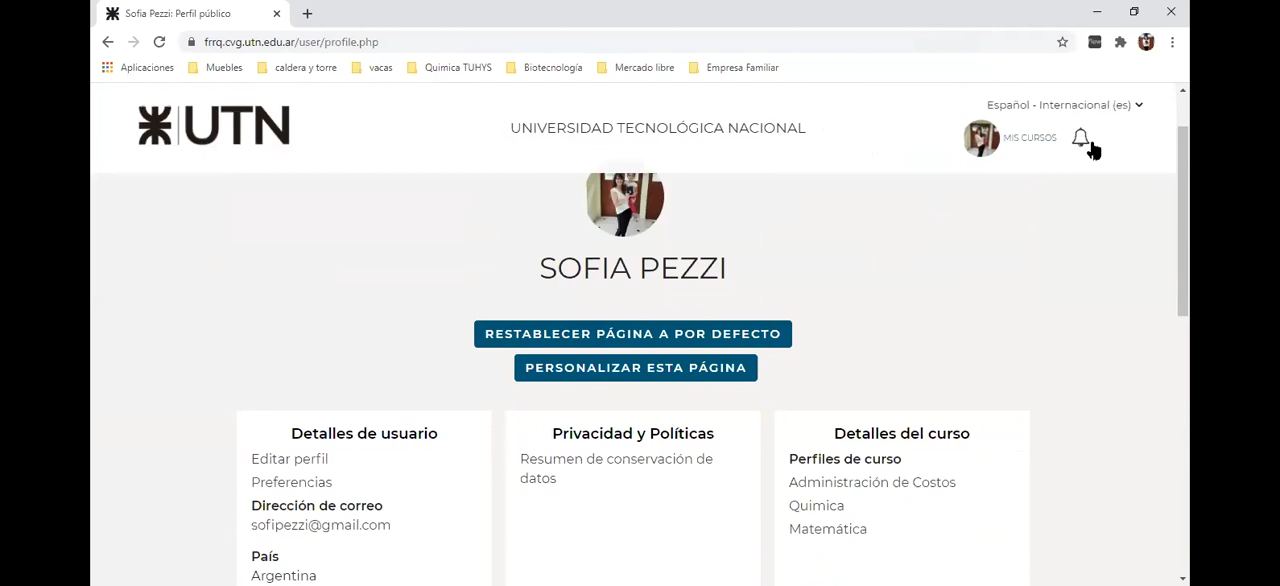 Sofia Pezzi: Perfil público
frrq.cvg.utn.edu.ar/user/profile.php
Aplicaciones Muebles caldera y torre vacas Quimica TUHYS Biotecnología Mercado libre Empresa Familiar
Español - Internacional (es)
UTN
UNIVERSIDAD TECNOLÓGICA NACIONAL
MIS CURSOS
SOFIA PEZZI
RESTABLECER PÁGINA A POR DEFECTO
PERSONALIZAR ESTA PÁGINA
Detalles de usuario
Editar perfil
Preferencias
Dirección de correo
sofipezzi@gmail.com
País
Argentina
Privacidad y Políticas
Resumen de conservación de
datos
Detalles del curso
Perfiles de curso
Administración de Costos
Quimica
Matemática